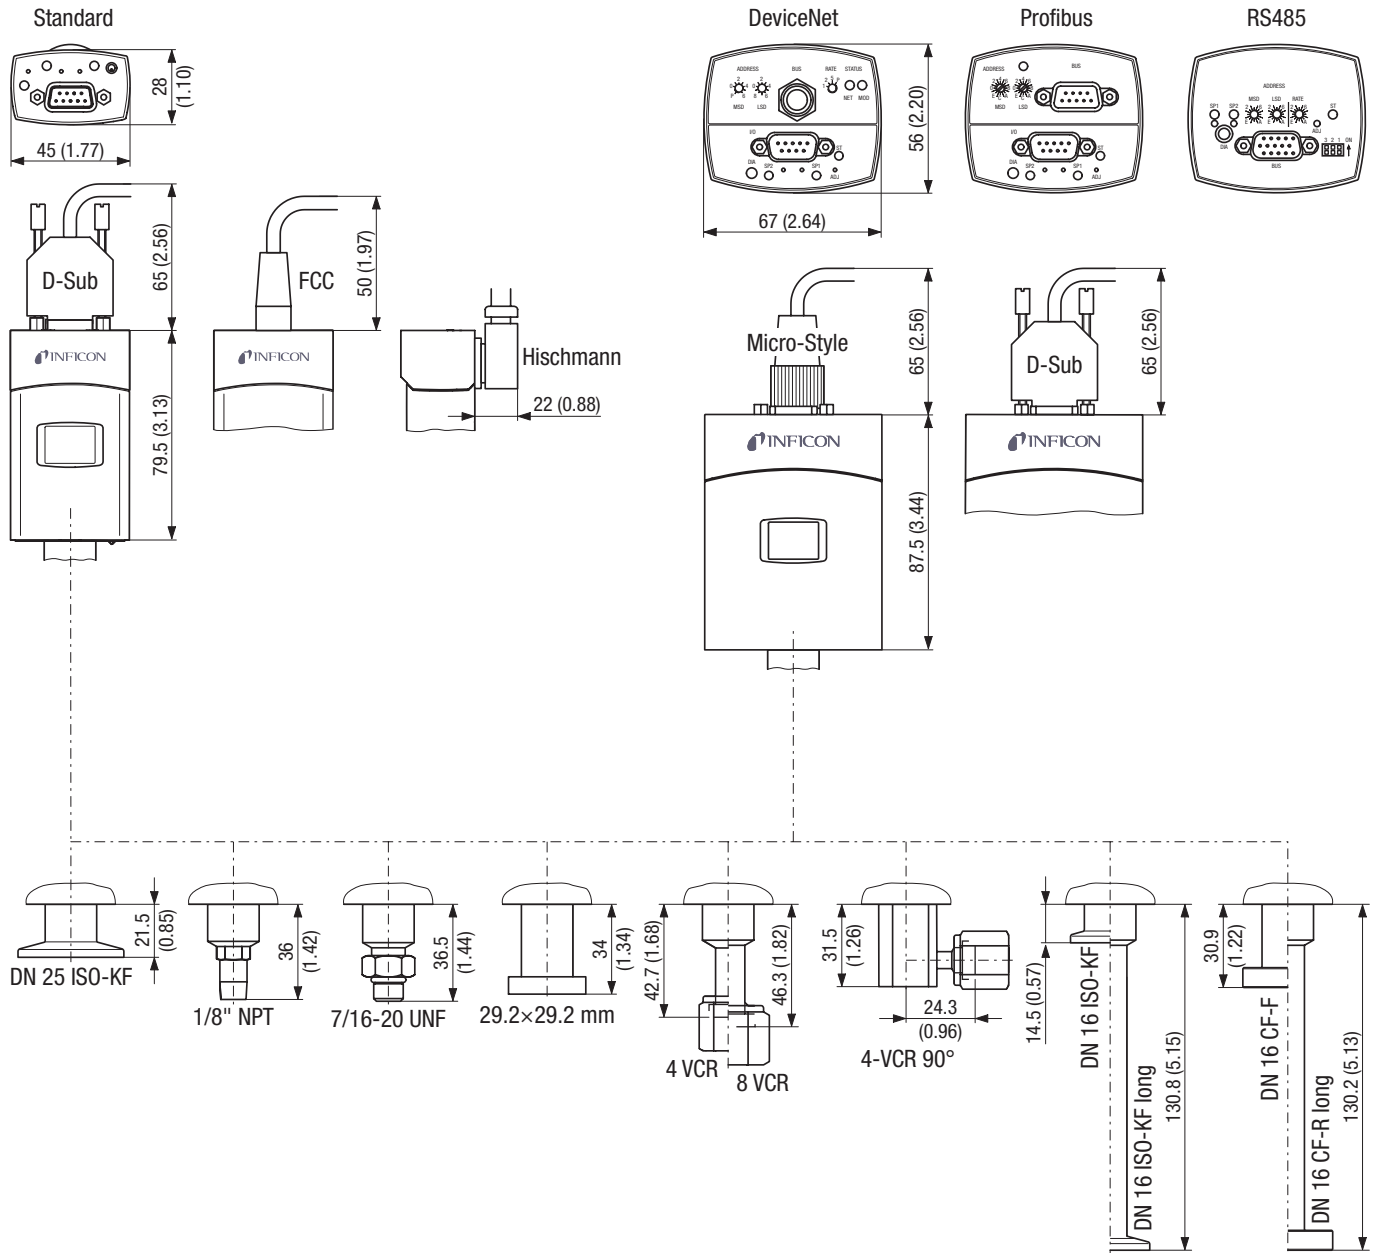 Standard
DeviceNet
Profibus
RS485
28
(1.10)
45 (1.77)
ADDRESS
BUS
RATE
STATUS
MSD
LSD
NET
MOD
I/O
ST
DIA
SP2
SP1
ADJ
56 (2.20)
67 (2.64)
ADDRESS
BUS
MSD
LSD
I/O
ST
DIA
SP2
SP1
ADJ
ADDRESS
MSD
LSD
RATE
SP1
SP2
ST
ADJ
DIA
BUS
3 2 1 ON
D-Sub
65 (2.56)
FCC
50 (1.97)
INFICON
79.5 (3.13)
INFICON
Hischmann
22 (0.88)
Micro-Style
65 (2.56)
D-Sub
65 (2.56)
INFICON
87.5 (3.44)
INFICON
21.5
(0.85)
DN 25 ISO-KF
36
(1.42)
1/8" NPT
36.5
(1.44)
7/16-20 UNF
34
(1.34)
29.2×29.2 mm
42.7 (1.68)
46.3 (1.82)
4 VCR
8 VCR
31.5
(1.26)
24.3
(0.96)
4-VCR 90°
14.5 (0.57)
DN 16 ISO-KF
DN 16 ISO-KF long
130.8 (5.15)
30.9
(1.22)
DN 16 CF-F
DN 16 CF-R long
130.2 (5.13)